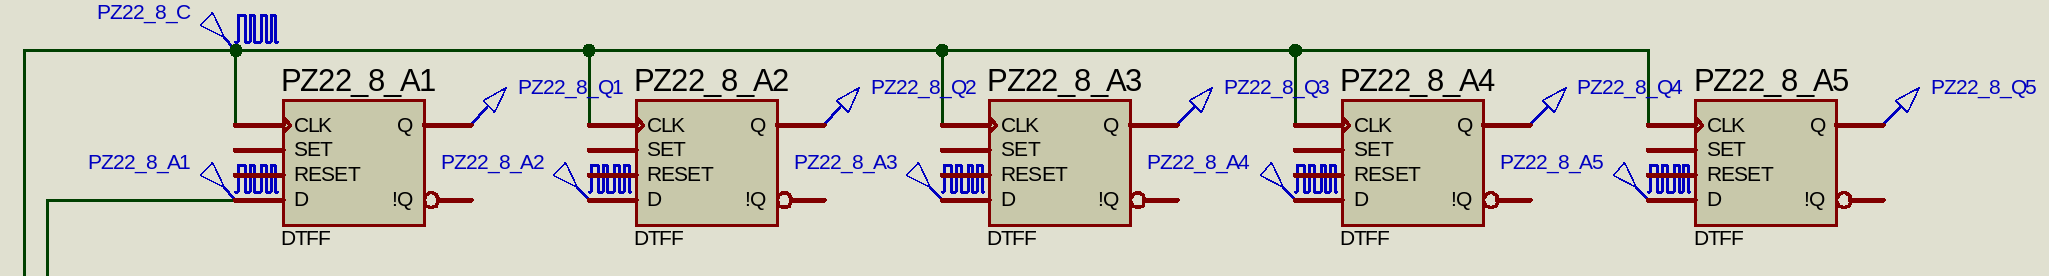 PZ22_8_C
PZ22_8_A1 PZ22_8_A2 PZ22_8_A3 PZ22_8_A4 PZ22_8_A5
PZ22_8_Q1 PZ22_8_Q2 PZ22_8_Q3 PZ22_8_Q4 PZ22_8_Q5
CLK Q CLK Q CLK Q CLK Q CLK Q
SET SET SET SET SET
PZ22_8_A1 PZ22_8_A2 PZ22_8_A3 PZ22_8_A4 PZ22_8_A5
RESET RESET RESET RESET RESET
D !Q D !Q D !Q D !Q D !Q
DTFF DTFF DTFF DTFF DTFF